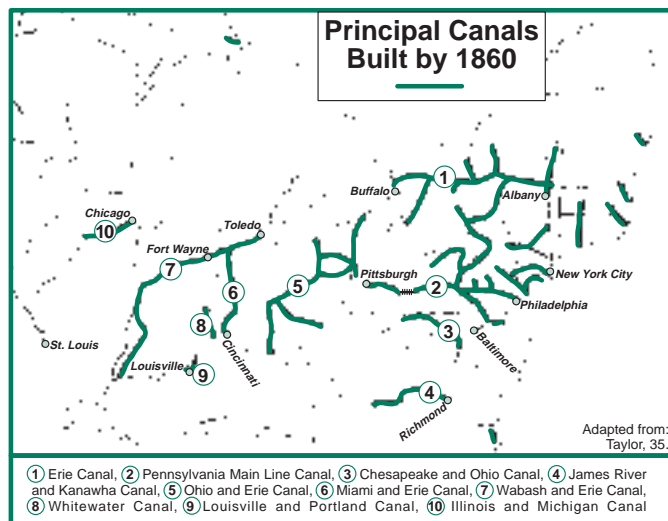 Principal Canals
Built by 1860
Buffalo
1
Albany
Chicago
10
Toledo
Fort Wayne
7
6
5
Pittsburgh
2
New York City
Philadelphia
8
Cincinnati
3
Baltimore
St. Louis
Louisville
9
4
Richmond
Adapted from:
Taylor, 35.
1 Erie Canal, 2 Pennsylvania Main Line Canal, 3 Chesapeake and Ohio Canal, 4 James River
and Kanawha Canal, 5 Ohio and Erie Canal, 6 Miami and Erie Canal, 7 Wabash and Erie Canal,
8 Whitewater Canal, 9 Louisville and Portland Canal, 10 Illinois and Michigan Canal